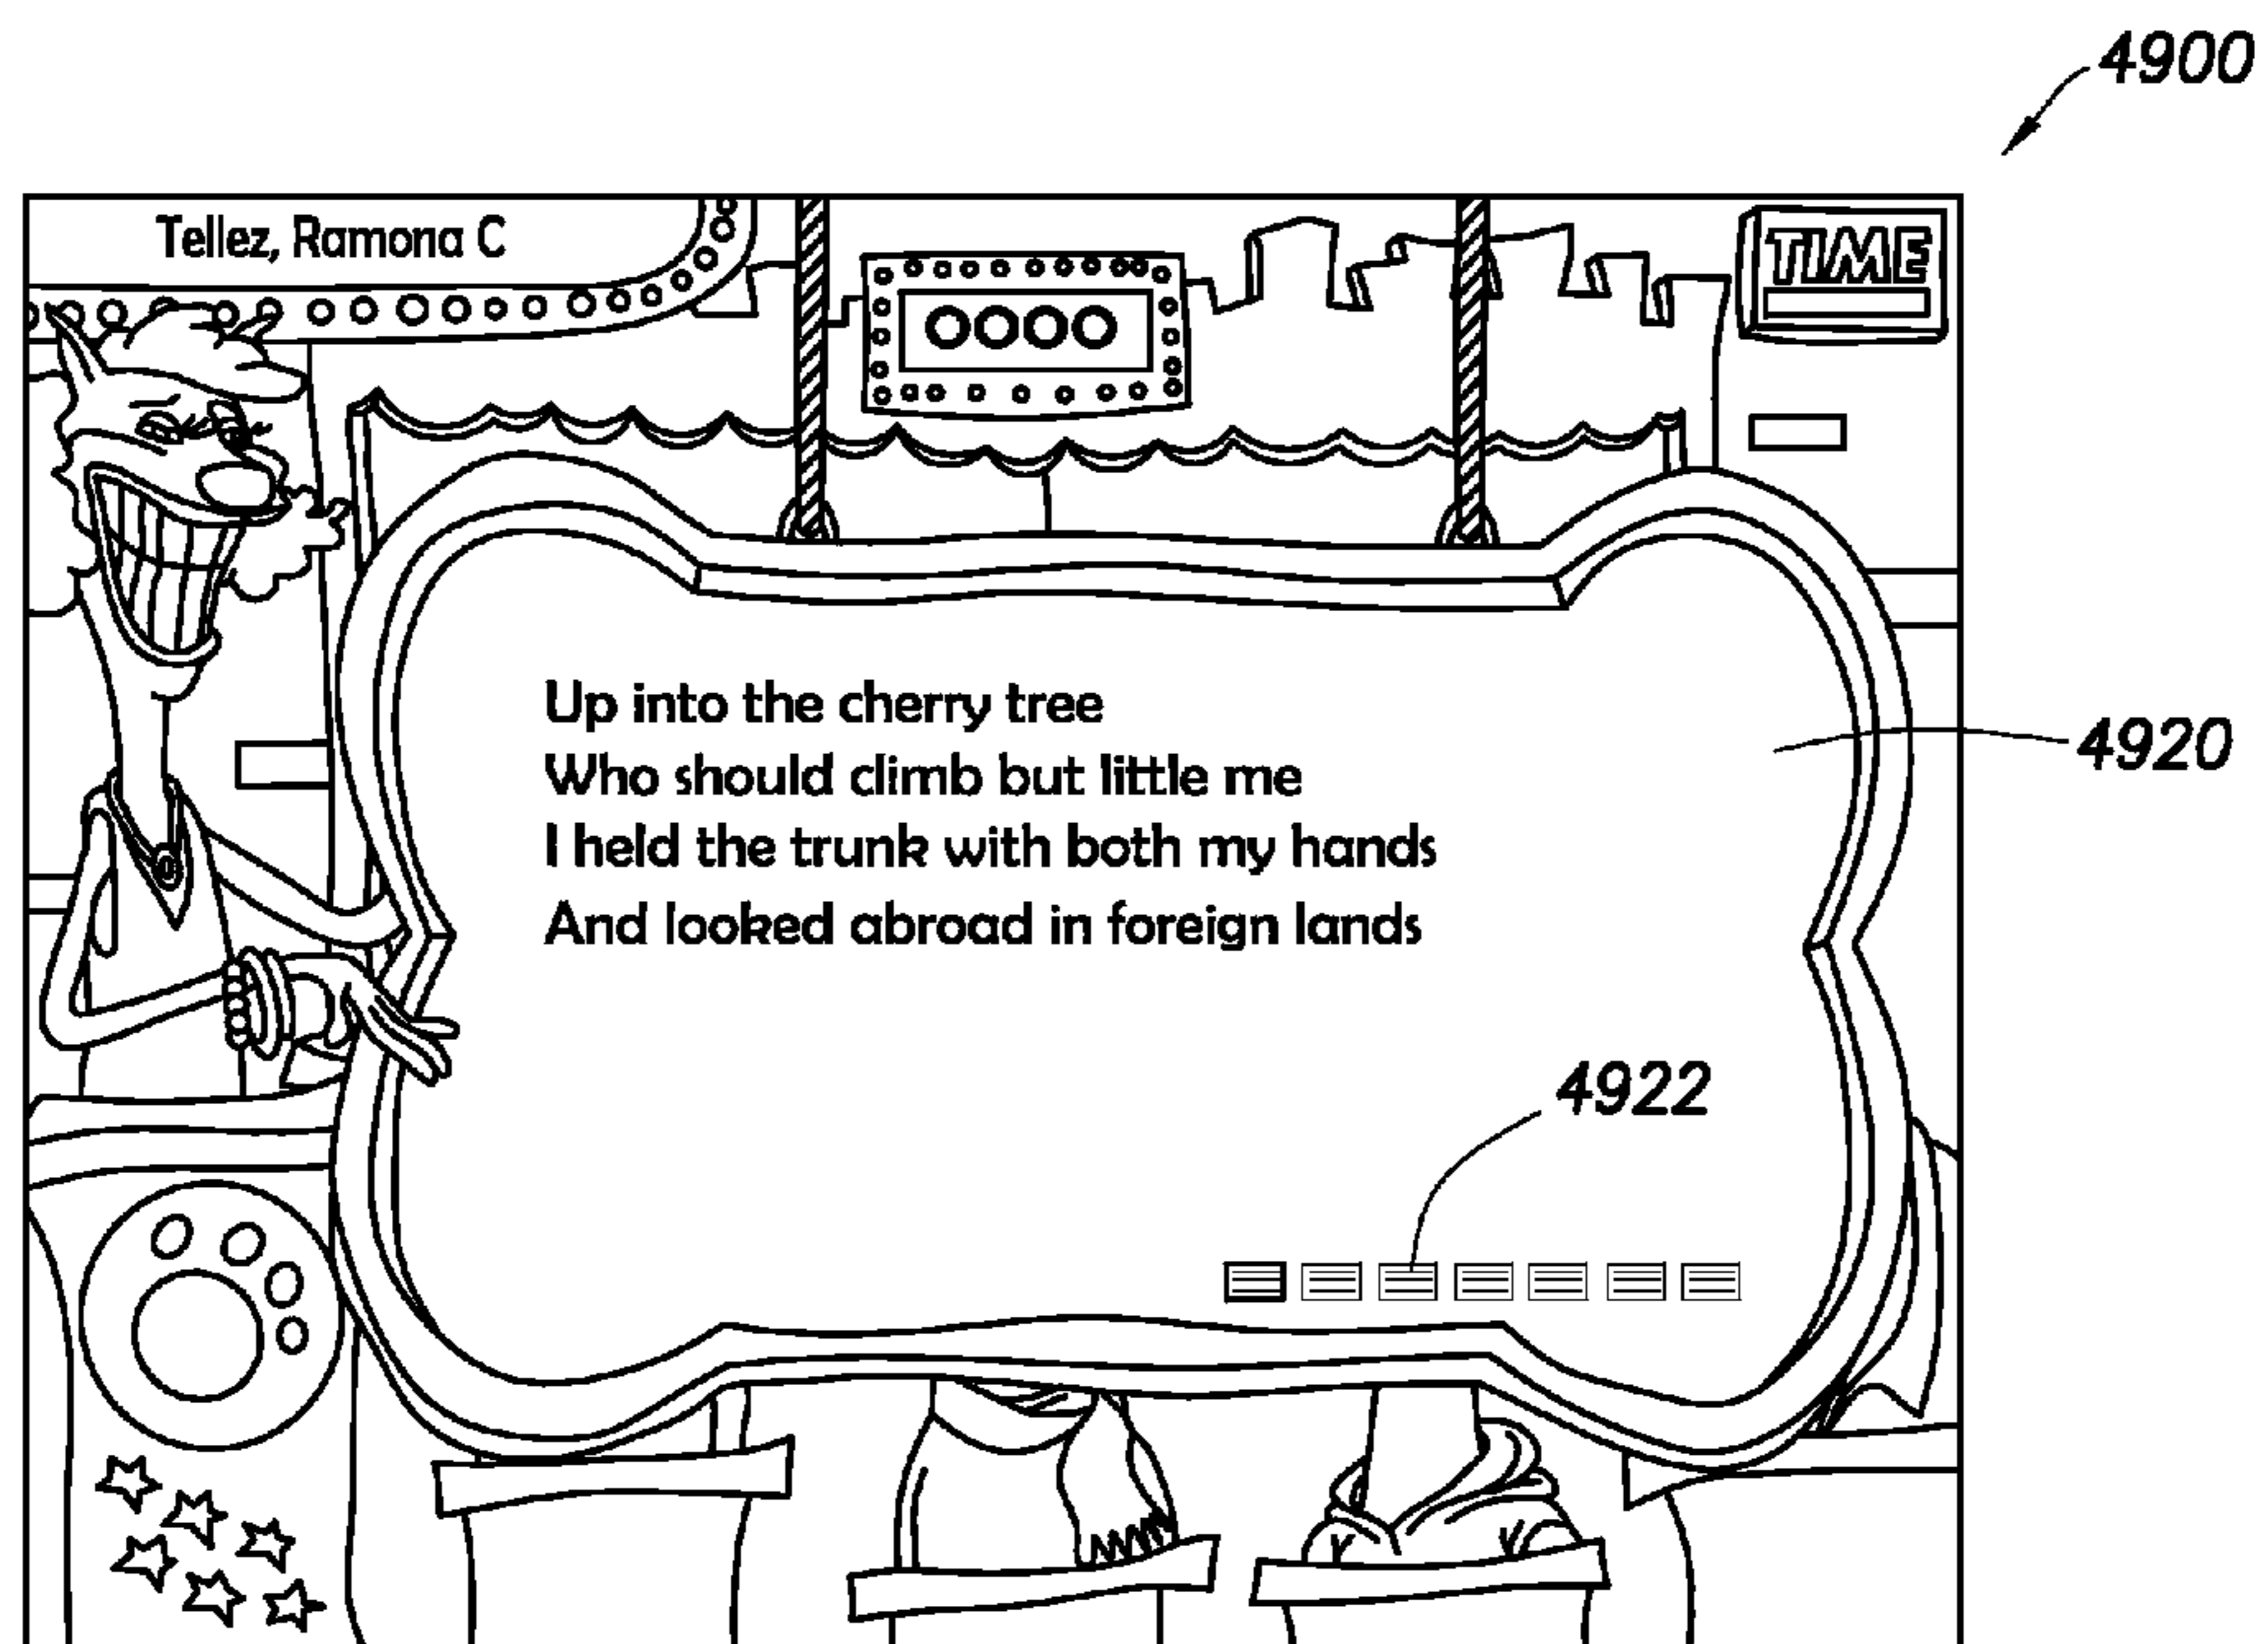 4900
Tellez, Ramona C
TIME
0000
Up into the cherry tree
Who should climb but little me
I held the trunk with both my hands
And looked abroad in foreign lands
4920
4922